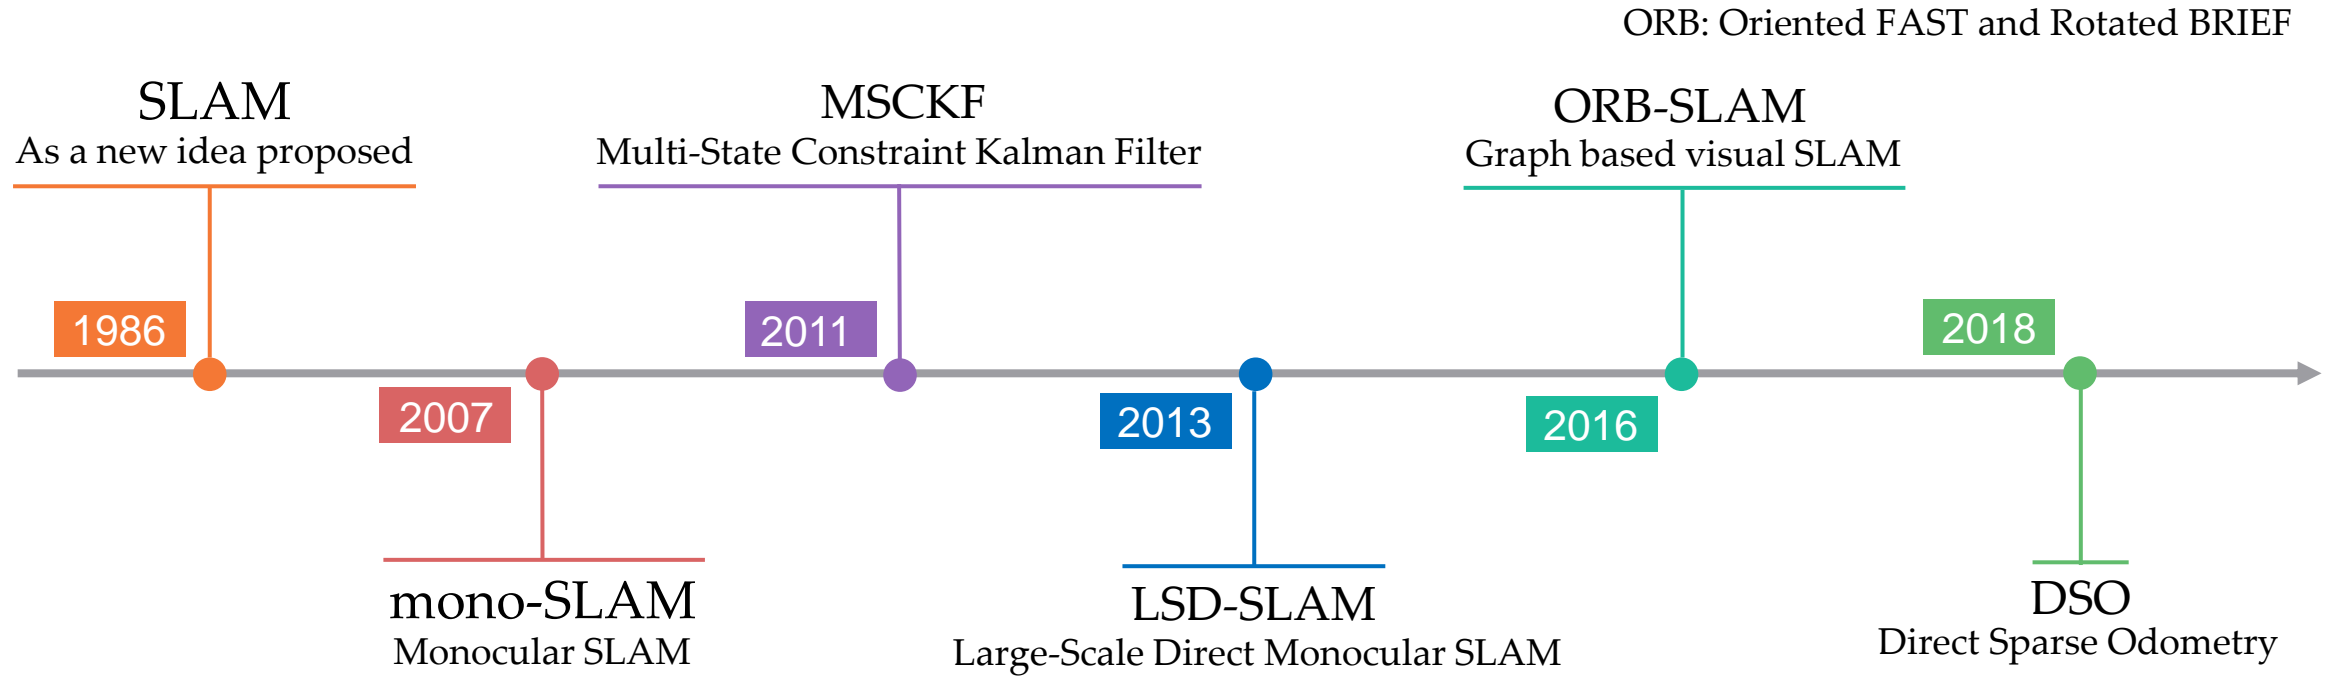 ORB: Oriented FAST and Rotated BRIEF
SLAM
As a new idea proposed
MSCKF
Multi-State Constraint Kalman Filter
ORB-SLAM
Graph based visual SLAM
1986
2011
2018
2007
2013
2016
mono-SLAM
Monocular SLAM
LSD-SLAM
Large-Scale Direct Monocular SLAM
DSO
Direct Sparse Odometry